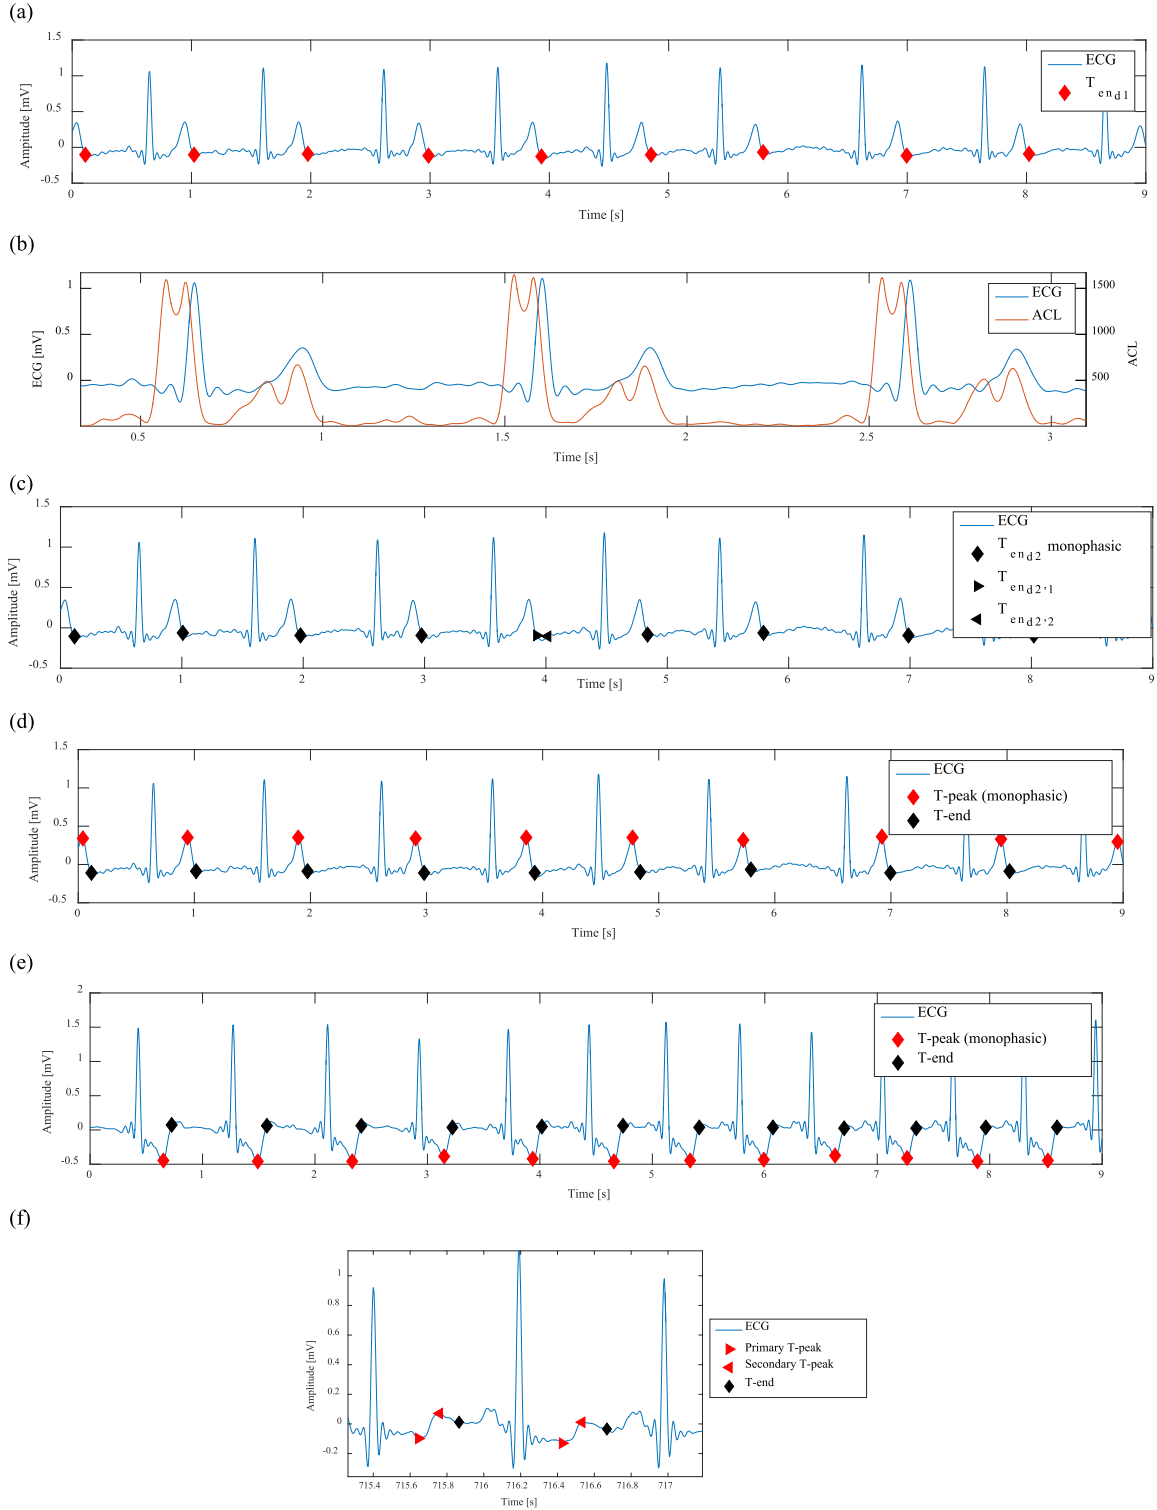 (a)
1.5
1
0.5
0
-0.5
Ampitude [mV]
ECG
T end1
0 1 2 3 4 5 6 7 8 9
Time [s]
(b)
1
0.5
0
ECG [mV]
1500
1000
500
ACL
ECG
ACL
0.5 1 1.5 2 2.5 3
Time [s]
(c)
1.5
1
0.5
0
-0.5
Amplitude [mV]
ECG
T end2 monophasic
T end2,1
T end2,2
0 1 2 3 4 5 6 7 8 9
Time [s]
(d)
1.5
1
0.5
0
-0.5
Amplitude [mV]
ECG
T-peak (monophasic)
T-end
0 1 2 3 4 5 6 7 8 9
Time [s]
(e)
2
1.5
1
0.5
0
-0.5
Amplitude [mV]
ECG
T-peak (monophasic)
T-end
0 1 2 3 4 5 6 7 8 9
Time [s]
(f)
1
0.8
0.6
0.4
0.2
0
-0.2
Amplitude [mV]
ECG
Primary T-peak
Secondary T-peak
T-end
715.4 715.6 715.8 716 716.2 716.4 716.6 716.8 717
Time [s]